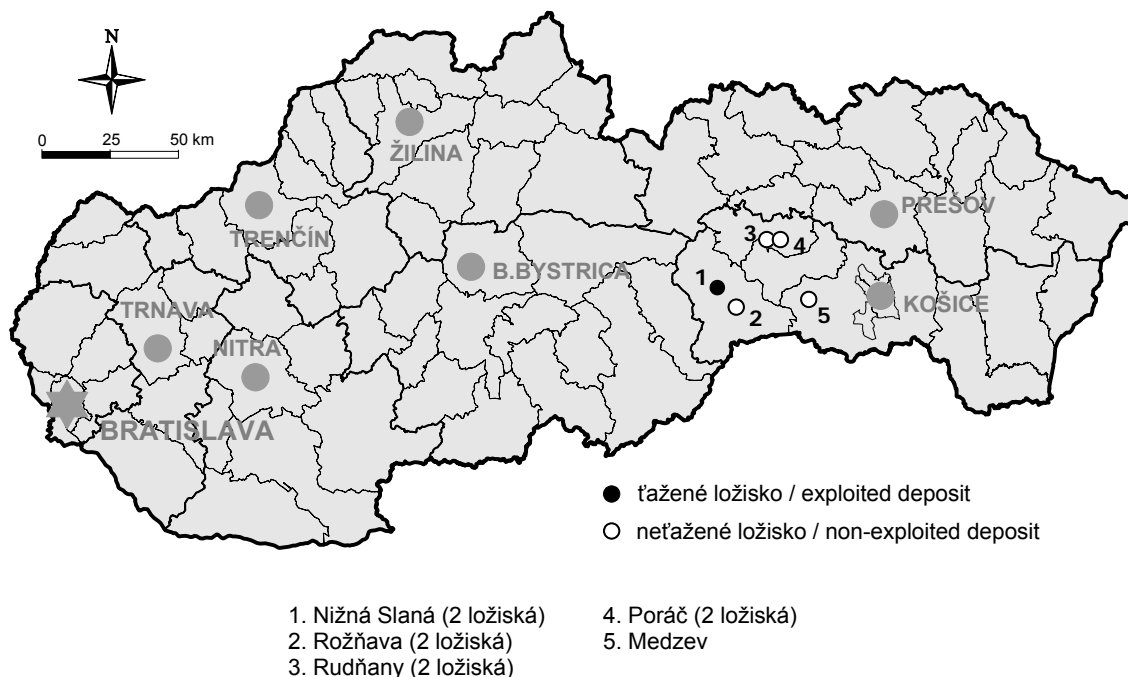 N
0 25 50 km
ŽILINA
PREŠOV
TRENČÍN
3 4
B.BYSTRICA
1
TRNAVA
2 5 KOŠICE
NITRA
BRATISLAVA
ťažené ložisko / exploited deposit
neťažené ložisko / non-exploited deposit
1. Nižná Slaná (2 ložiská)
2. Rožňava (2 ložiská)
3. Rudňany (2 ložiská)
4. Poráč (2 ložiská)
5. Medzev